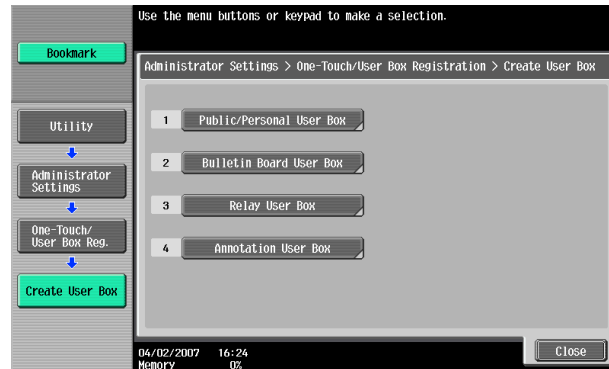 Use the menu buttons or keypad to make a selection.
Bookmark
Administrator Settings > One-Touch/User Box Registration > Create User Box
Utility
Administrator
Settings
One-Touch/
User Box Reg.
Create User Box
1 Public/Personal User Box
2 Bulletin Board User Box
3 Relay User Box
4 Annotation User Box
04/02/2007 16:24
Memory 0%
Close